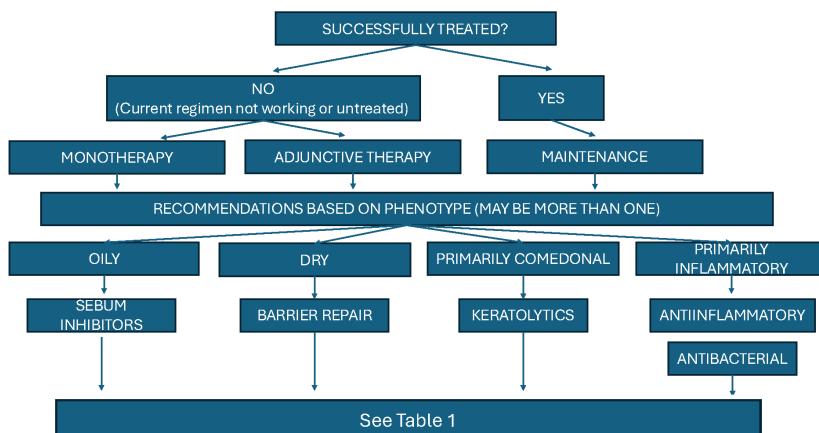 SUCCESSFULLY TREATED?
NO
(Current regimen not working or untreated)
YES
MONOTHERAPY
ADJUNCTIVE THERAPY
MAINTENANCE
RECOMMENDATIONS BASED ON PHENOTYPE (MAY BE MORE THAN ONE)
OILY
DRY
PRIMARILY COMEDONAL
PRIMARILY
INFLAMMATORY
SEBUM
INHIBITORS
BARRIER REPAIR
KERATOLYTICS
ANTIINFLAMMATORY
ANTIBACTERIAL
See Table 1